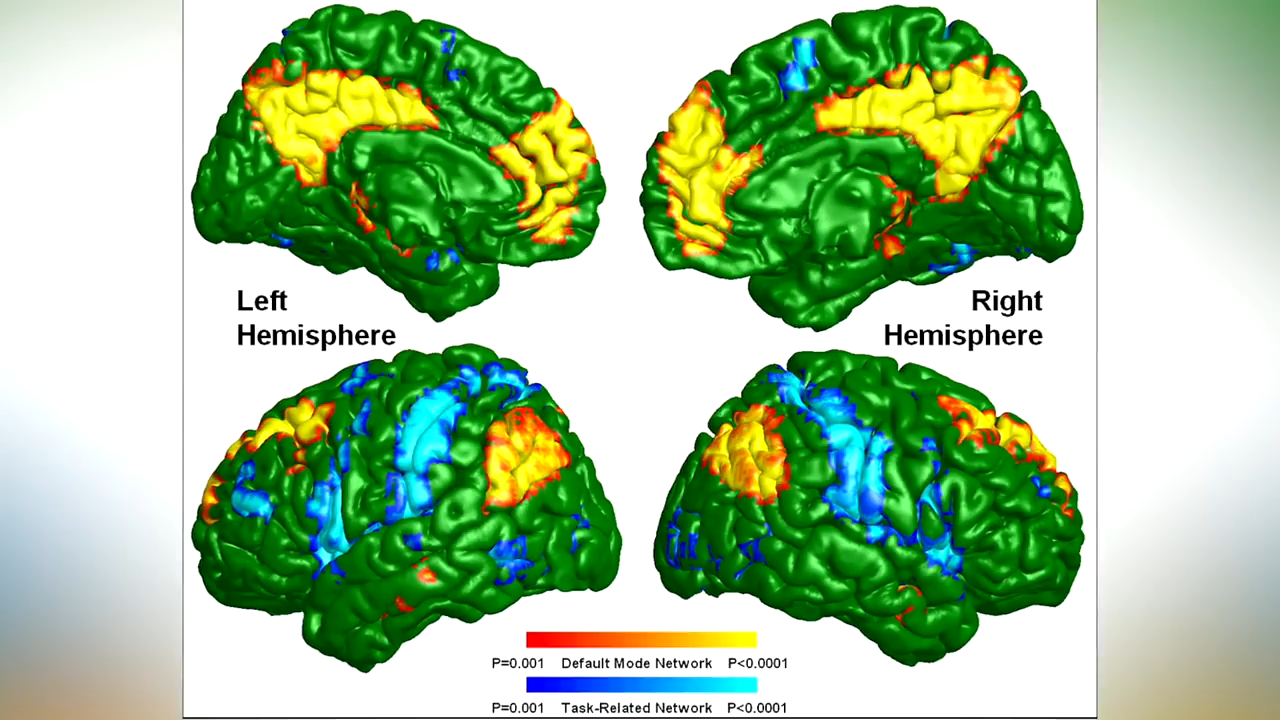 Left
Hemisphere
Right
Hemisphere
P=0.001 Default Mode Network P<0.0001
P=0.001 Task-Related Network P<0.0001